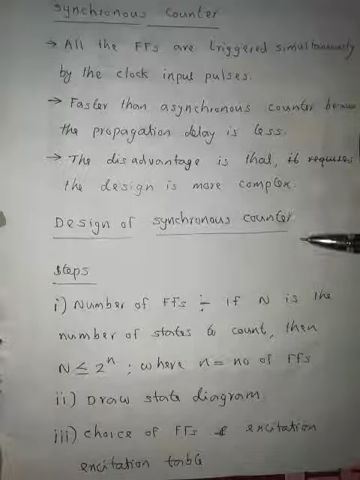 Synchronous Counter
→ All the FFs are triggered simultaneously
by the clock input pulses.
→ Faster than asynchronous counter because
the propagation delay is less.
→ The disadvantage is that, it requires
the design is more complex.
Design of synchronous counter
Steps
i) Number of FFs ÷ If N is the
number of states to count, then
N ≤ 2ⁿ ; where n = no of FFs
ii) Draw state diagram.
iii) choice of FFs & excitation
excitation table